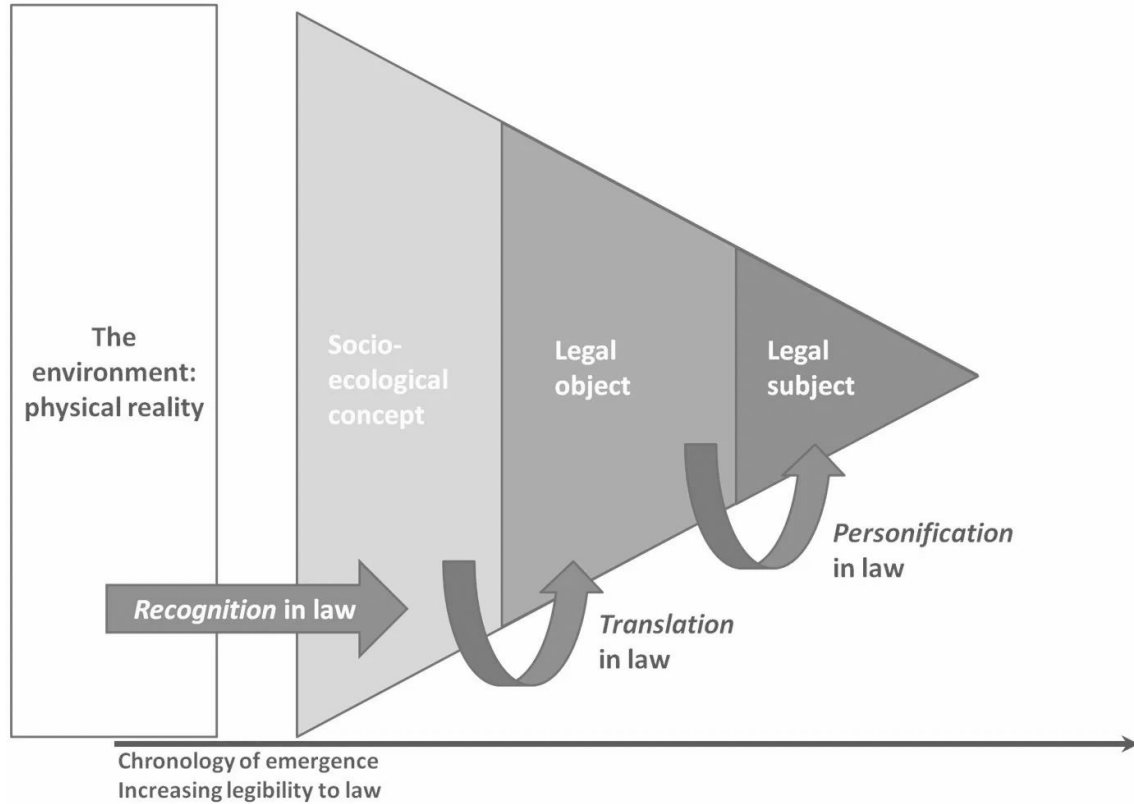 The
environment:
physical reality
Socio-
ecological
concept
Legal
object
Legal
subject
Recognition in law
Translation
in law
Personification
in law
Chronology of emergence
Increasing legibility to law